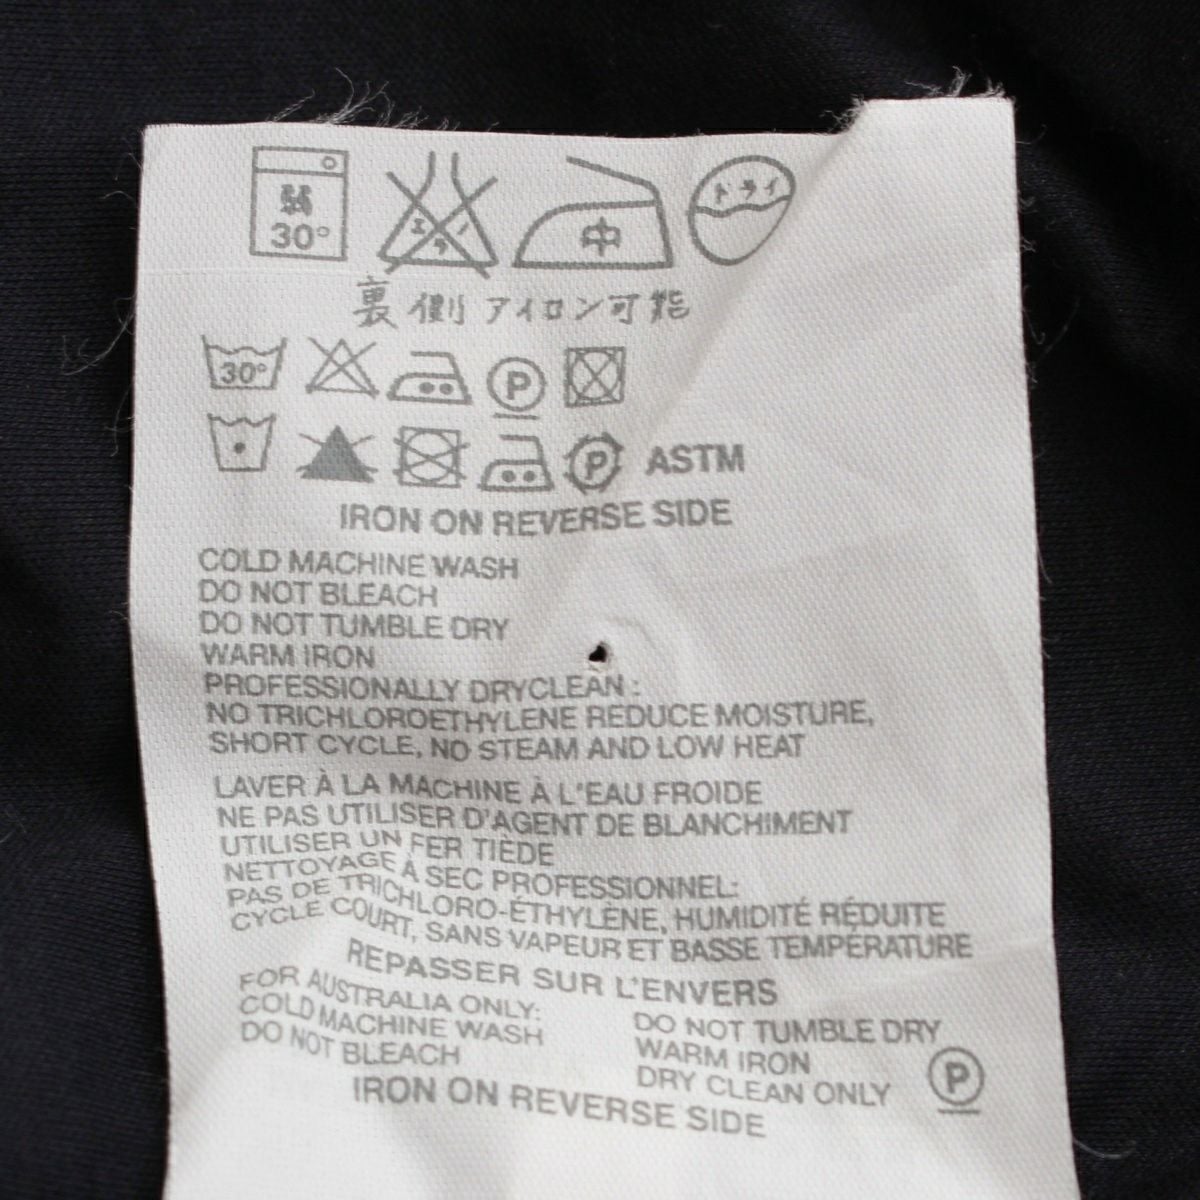 弱
30°
エンソ
中
ドライ
裏側アイロン可能
30° P
P ASTM
IRON ON REVERSE SIDE
COLD MACHINE WASH
DO NOT BLEACH
DO NOT TUMBLE DRY
WARM IRON
PROFESSIONALLY DRYCLEAN :
NO TRICHLOROETHYLENE REDUCE MOISTURE,
SHORT CYCLE, NO STEAM AND LOW HEAT
LAVER À LA MACHINE À L'EAU FROIDE
NE PAS UTILISER D'AGENT DE BLANCHIMENT
UTILISER UN FER TIÈDE
NETTOYAGE À SEC PROFESSIONNEL:
PAS DE TRICHLORO-ÉTHYLÈNE, HUMIDITÉ RÉDUITE
CYCLE COURT, SANS VAPEUR ET BASSE TEMPÉRATURE
REPASSER SUR L'ENVERS
FOR AUSTRALIA ONLY:
COLD MACHINE WASH
DO NOT BLEACH
DO NOT TUMBLE DRY
WARM IRON
DRY CLEAN ONLY P
IRON ON REVERSE SIDE